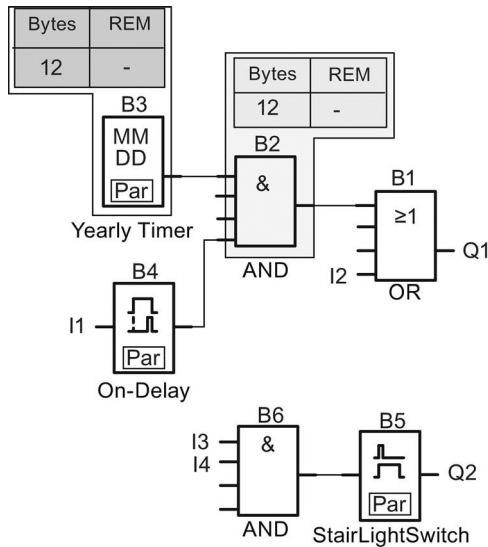 Bytes REM
12 -
Bytes REM
12 -
B3
MM
DD
Par
Yearly Timer
B2
&
AND
B1
≥1
Q1
I2
OR
B4
I1
Par
On-Delay
B6
I3
&
I4
AND
B5
Q2
Par
StairLightSwitch